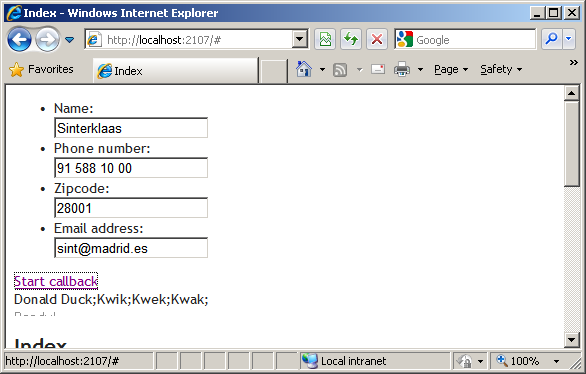 Index - Windows Internet Explorer
http://localhost:2107/#
Google
Favorites
Index
Page
Safety
»
• Name:
Sinterklaas
• Phone number:
91 588 10 00
• Zipcode:
28001
• Email address:
sint@madrid.es
Start callback
Donald Duck;Kwik;Kwek;Kwak;
Index
http://localhost:2107/#
Local intranet
100%